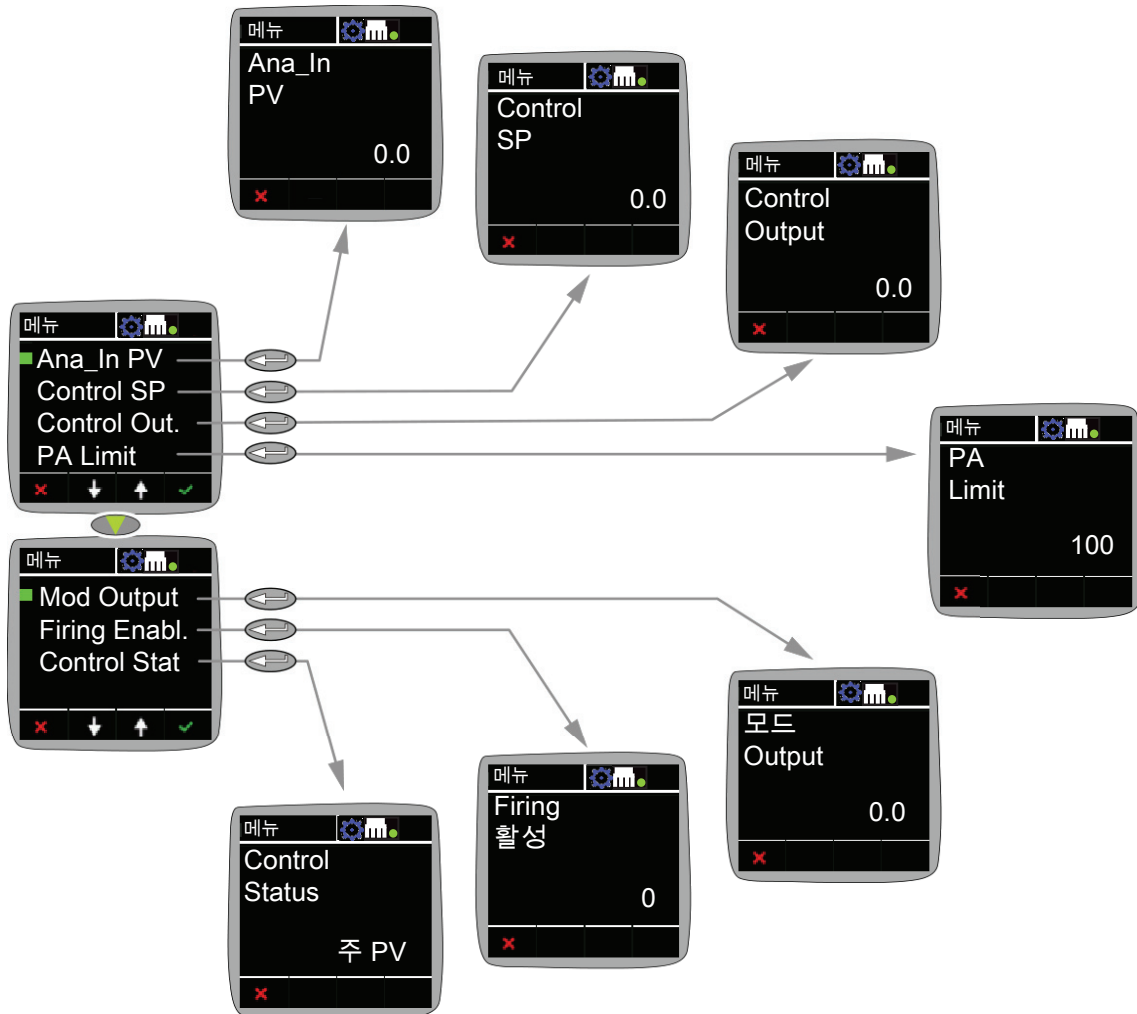 메뉴
Ana_In
PV
0.0
메뉴
Control
SP
0.0
메뉴
Control
Output
0.0
메뉴
Ana_In PV
Control SP
Control Out.
PA Limit
메뉴
PA
Limit
100
메뉴
Mod Output
Firing Enabl.
Control Stat
메뉴
모드
Output
0.0
메뉴
Firing
활성
0
메뉴
Control
Status
주 PV